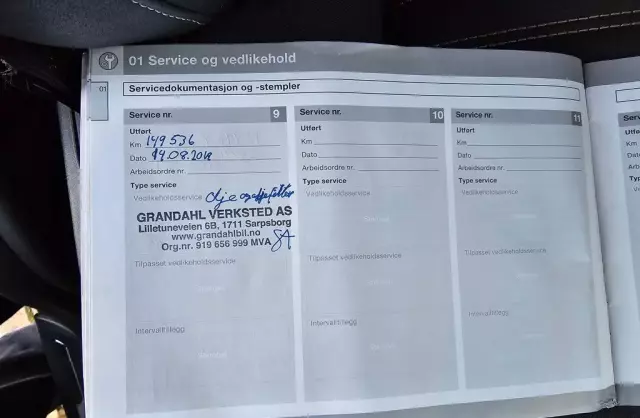 01 Service og vedlikehold
01
Servicedokumentasjon og -stempler
Service nr. 9
Utført
Km 149 536
Dato 14.08.2018
Arbeidsordre nr.
Type service
Vedlikeholdsservice
GRANDAHL VERKSTED AS
Lilletuneveien 6B, 1711 Sarpsborg
www.grandahlbil.no
Org.nr. 919 656 999 MVA
Tilpasset vedlikeholdsservice
Intervalltillegg
Service nr. 10
Utført
Km
Dato
Arbeidsordre nr.
Type service
Vedlikeholdsservice
Tilpasset vedlikeholdsservice
Intervalltillegg
Service nr. 11
Utført
Km
Dato
Arbeidsordre nr.
Type service
Vedlikeholdsservice
Tilpasset vedlikeholdsservice
Intervalltillegg